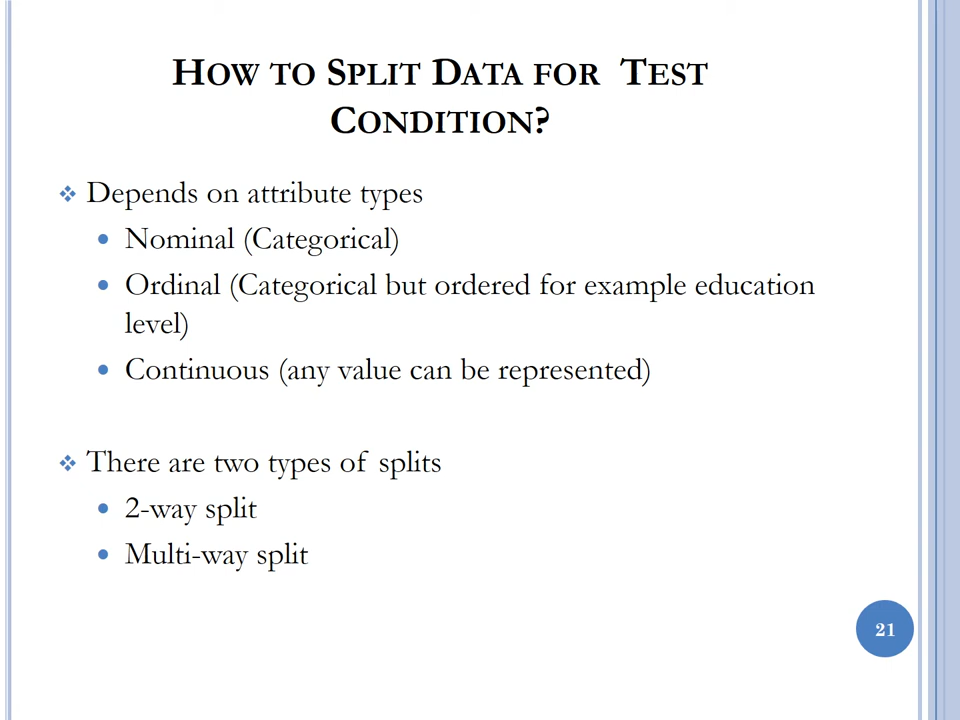 How to Split Data for Test
Condition?
Depends on attribute types
Nominal (Categorical)
Ordinal (Categorical but ordered for example education
level)
Continuous (any value can be represented)
There are two types of splits
2-way split
Multi-way split
21